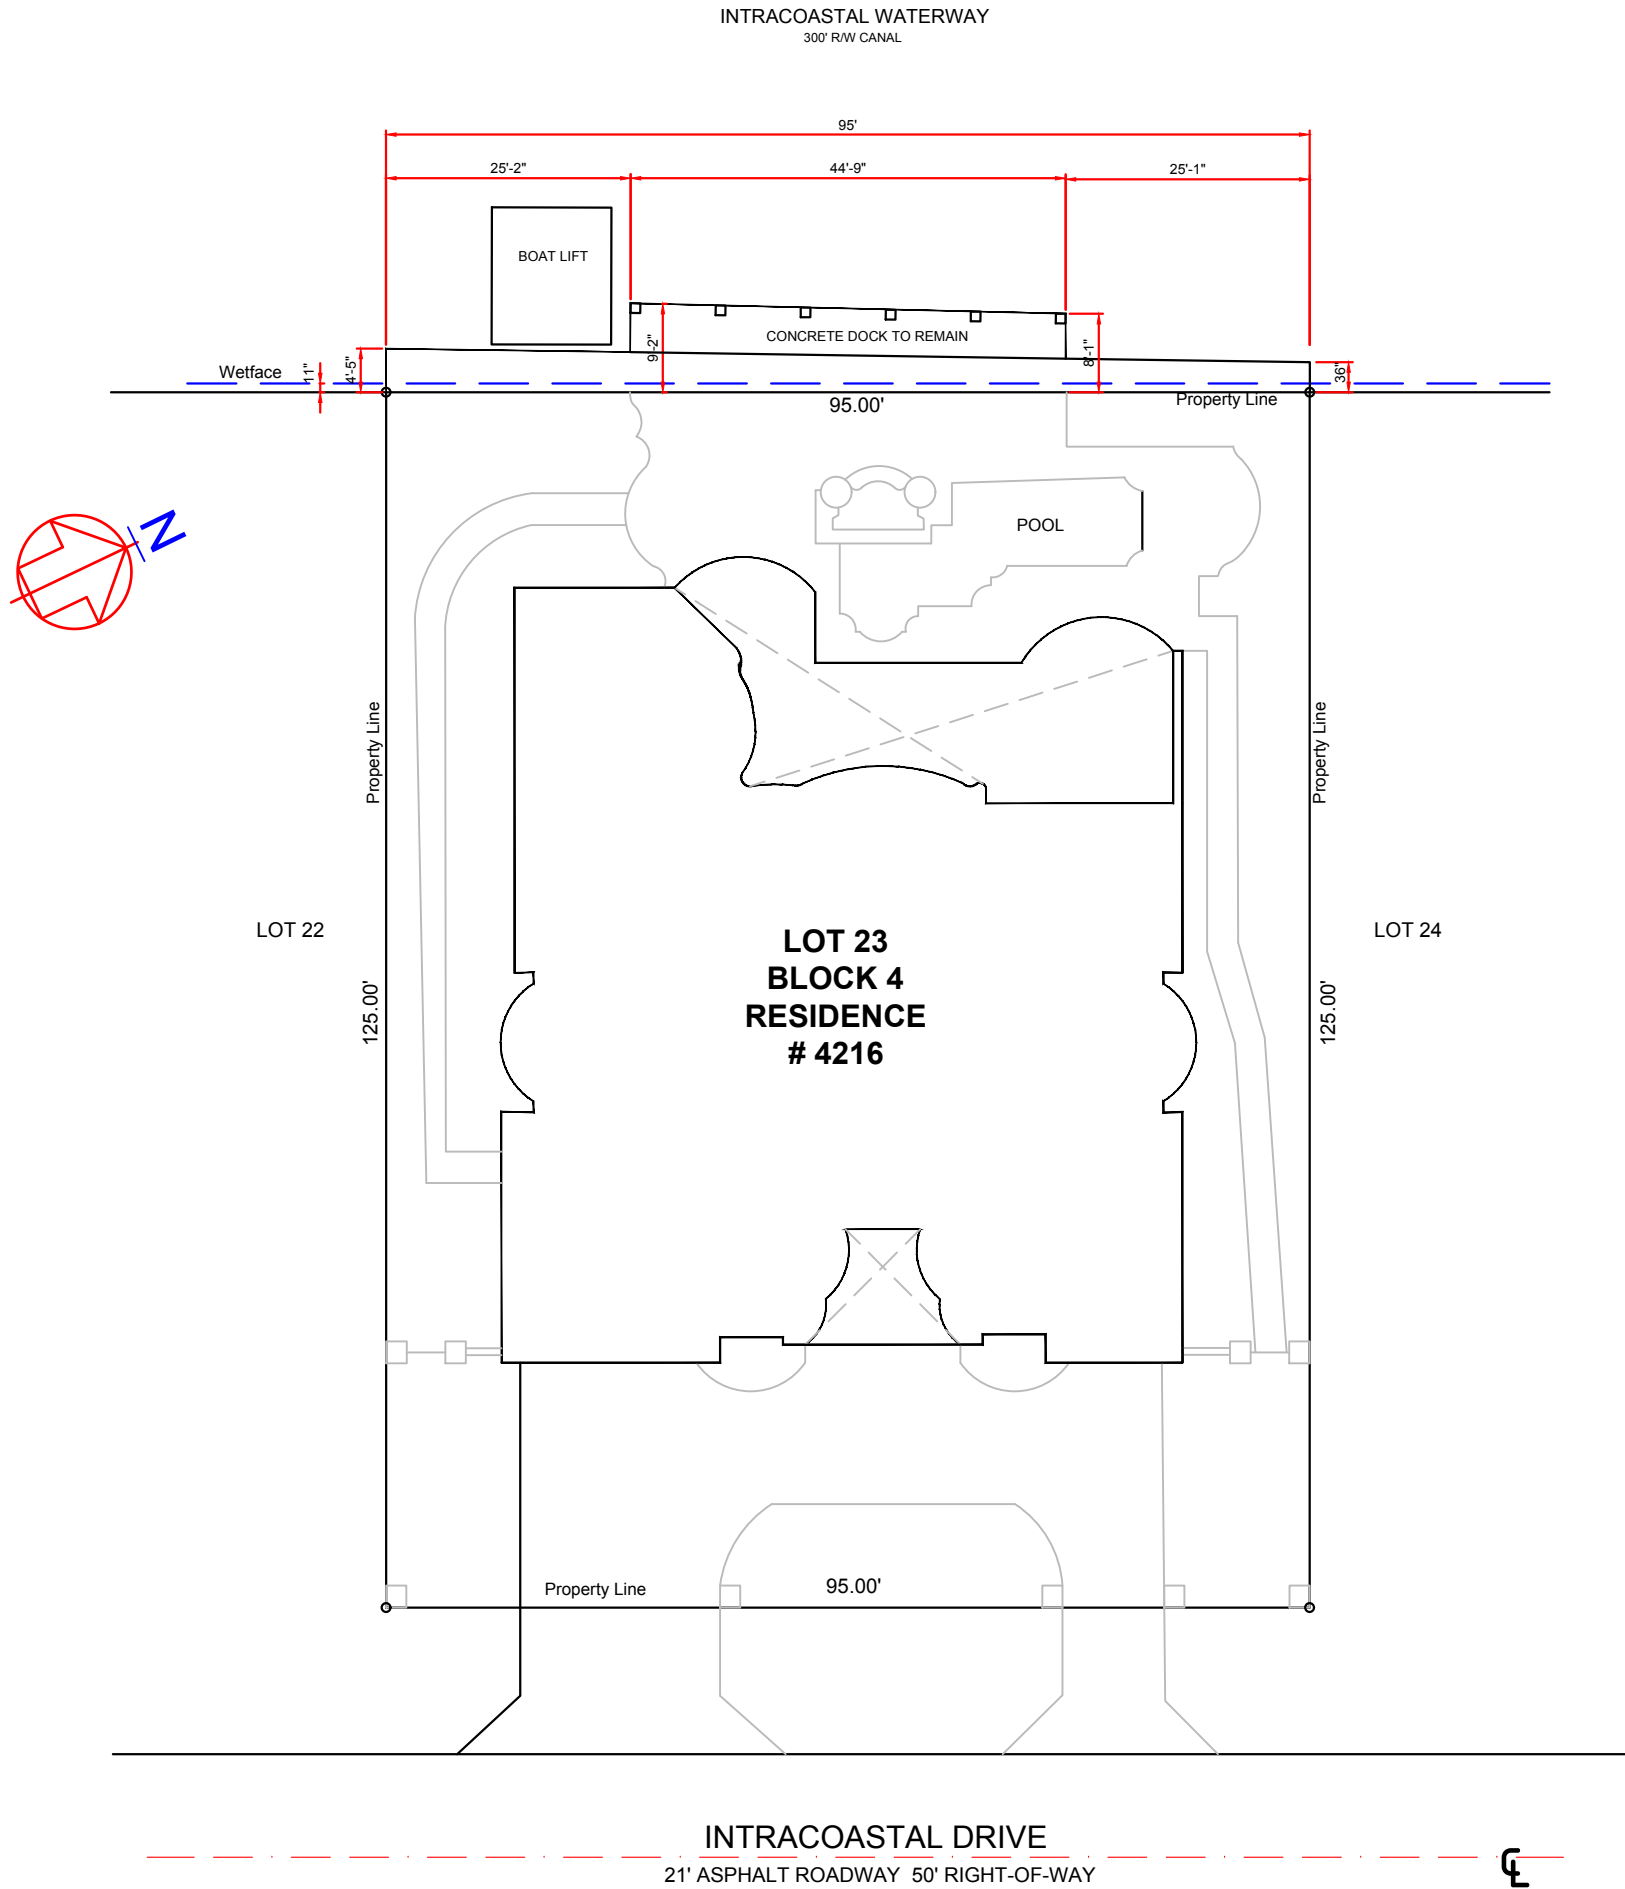 INTRACOASTAL WATERWAY
300' R/W CANAL
95'
25'-2"
44'-9"
25'-1"
BOAT LIFT
CONCRETE DOCK TO REMAIN
9'-2"
8'-1"
Wetface
11"
4'-5"
36"
95.00'
Property Line
N
POOL
Property Line
Property Line
LOT 22
LOT 24
LOT 23
BLOCK 4
RESIDENCE
# 4216
125.00'
125.00'
Property Line
95.00'
INTRACOASTAL DRIVE
CL
21' ASPHALT ROADWAY 50' RIGHT-OF-WAY